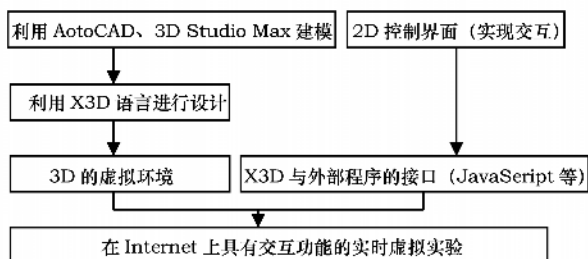 利用 AotoCAD、3D Studio Max 建模
2D 控制界面（实现交互）
利用 X3D 语言进行设计
3D 的虚拟环境
X3D 与外部程序的接口（JavaScript 等）
在 Internet 上具有交互功能的实时虚拟实验